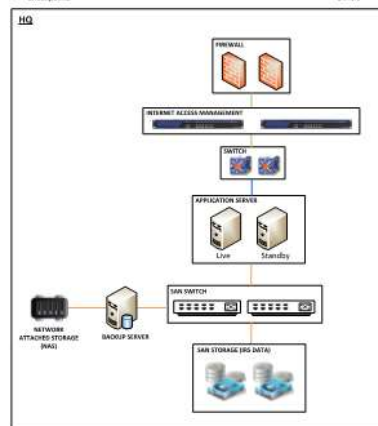 HQ
FIREWALL
INTERNET ACCESS MANAGEMENT
SWITCH
APPLICATION SERVER
Live
Standby
SAN SWITCH
NETWORK
ATTACHED STORAGE
(NAS)
BACKUP SERVER
SAN STORAGE (IRS DATA)